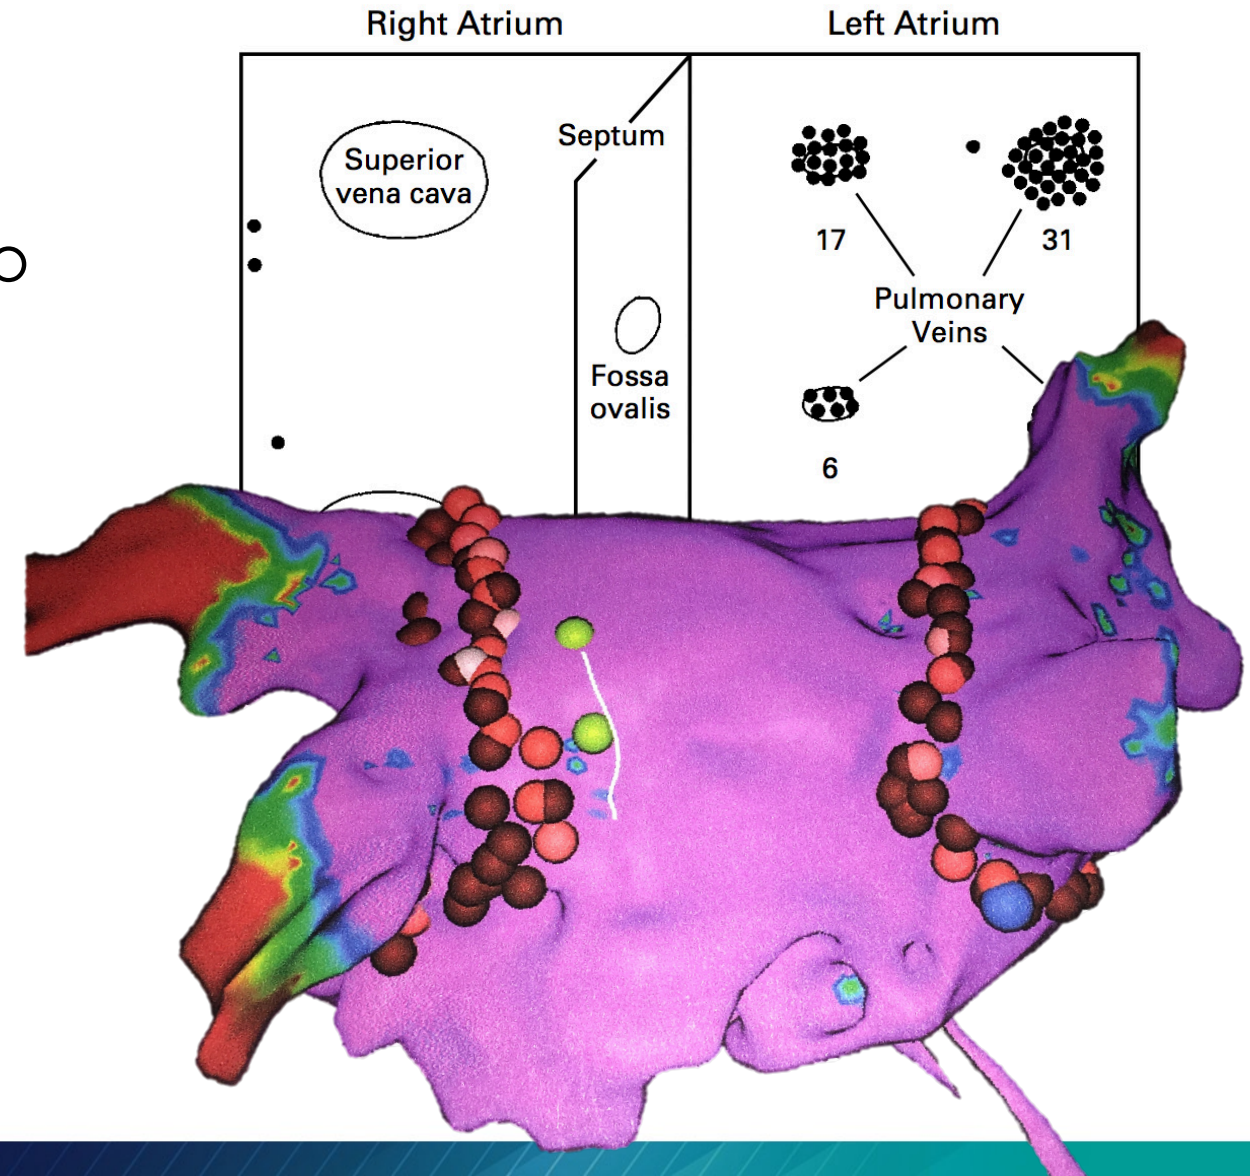 Right Atrium
Left Atrium
Septum
Superior
vena cava
17
31
Pulmonary
Veins
Fossa
ovalis
6